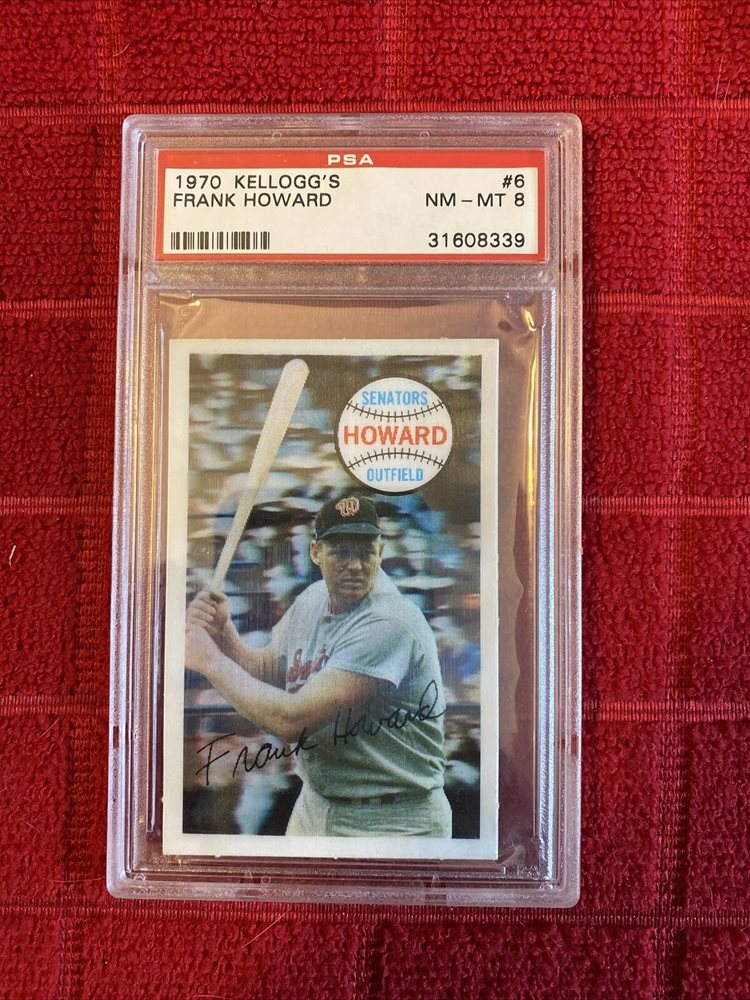 PSA
1970 KELLOGG'S #6
FRANK HOWARD NM - MT 8
31608339
SENATORS
HOWARD
OUTFIELD
W
Frank Howard